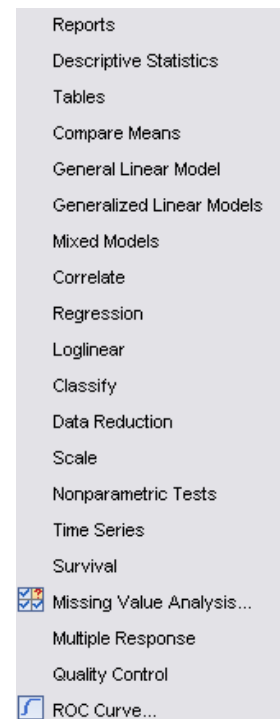 Reports
Descriptive Statistics
Tables
Compare Means
General Linear Model
Generalized Linear Models
Mixed Models
Correlate
Regression
Loglinear
Classify
Data Reduction
Scale
Nonparametric Tests
Time Series
Survival
Missing Value Analysis...
Multiple Response
Quality Control
ROC Curve...